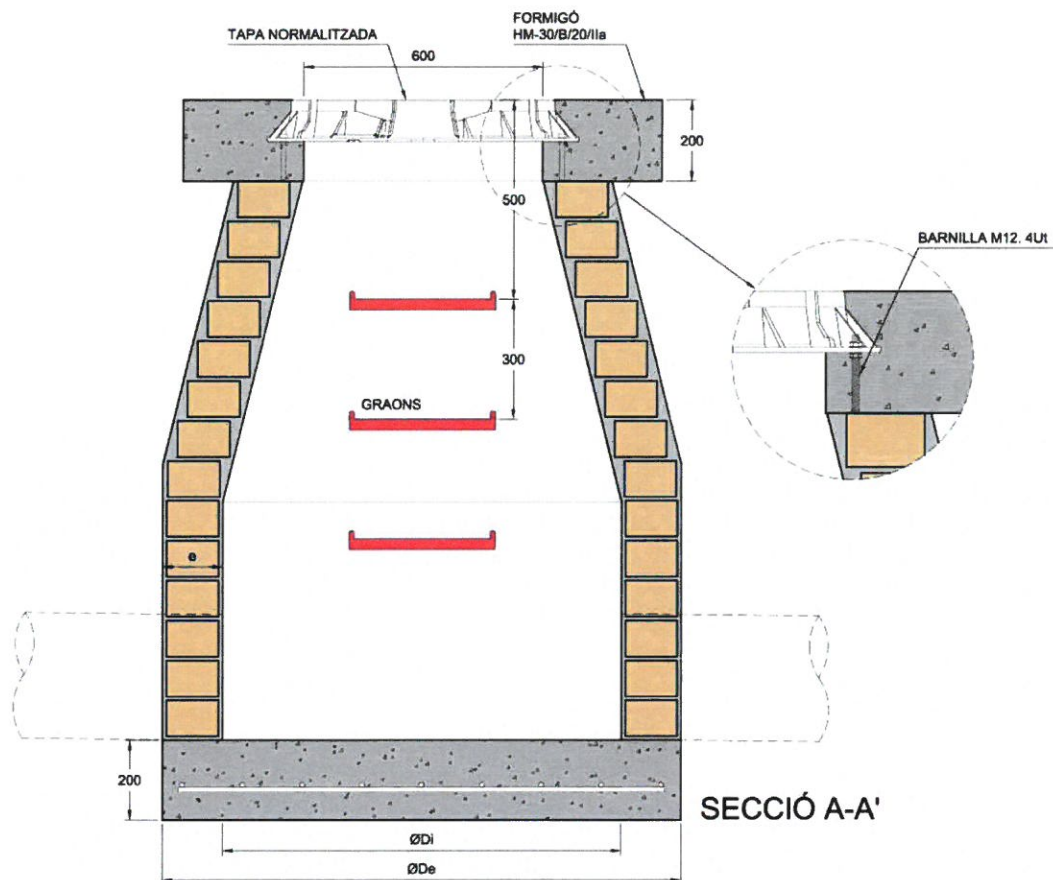 FORMIGÓ
HM-30/B/20/IIa
TAPA NORMALITZADA
600
200
500
BARNILLA M12. 4Ut
300
GRAONS
e
200
SECCIÓ A-A'
ØDi
ØDe